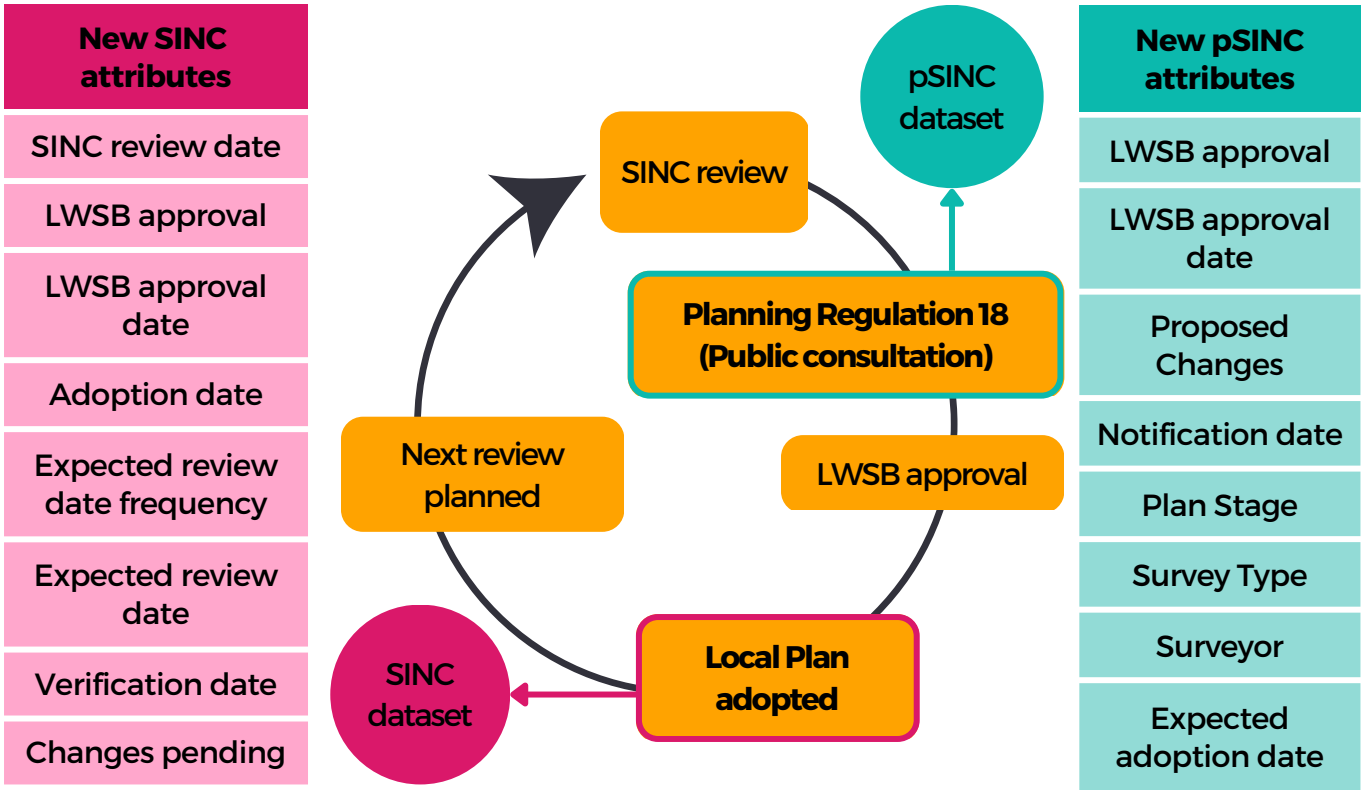 New SINC
attributes
SINC review date
LWSB approval
LWSB approval
date
Adoption date
Expected review
date frequency
Expected review
date
Verification date
Changes pending
pSINC
dataset
SINC review
Planning Regulation 18
(Public consultation)
LWSB approval
Next review
planned
Local Plan
adopted
SINC
dataset
New pSINC
attributes
LWSB approval
LWSB approval
date
Proposed
Changes
Notification date
Plan Stage
Survey Type
Surveyor
Expected
adoption date